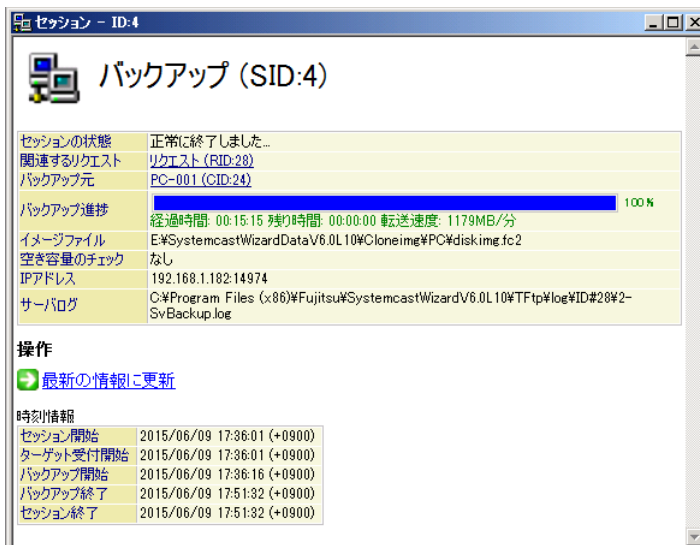 セッション - ID:4
バックアップ (SID:4)
セッションの状態 正常に終了しました...
関連するリクエスト リクエスト (RID:28)
バックアップ元 PC-001 (CID:24)
バックアップ進捗 100%
経過時間: 00:15:15 残り時間: 00:00:00 転送速度: 1179MB/分
イメージファイル E:¥SystemcastWizardDataV6.0L10¥Cloneimg¥PC¥diskimg.fc2
空き容量のチェック なし
IPアドレス 192.168.1.182:14974
サーバログ C:¥Program Files (x86)¥Fujitsu¥SystemcastWizardV6.0L10¥TFtp¥log¥ID#28¥2-
SvBackup.log
操作
最新の情報に更新
時刻情報
セッション開始 2015/06/09 17:36:01 (+0900)
ターゲット受付開始 2015/06/09 17:36:01 (+0900)
バックアップ開始 2015/06/09 17:36:16 (+0900)
バックアップ終了 2015/06/09 17:51:32 (+0900)
セッション終了 2015/06/09 17:51:32 (+0900)